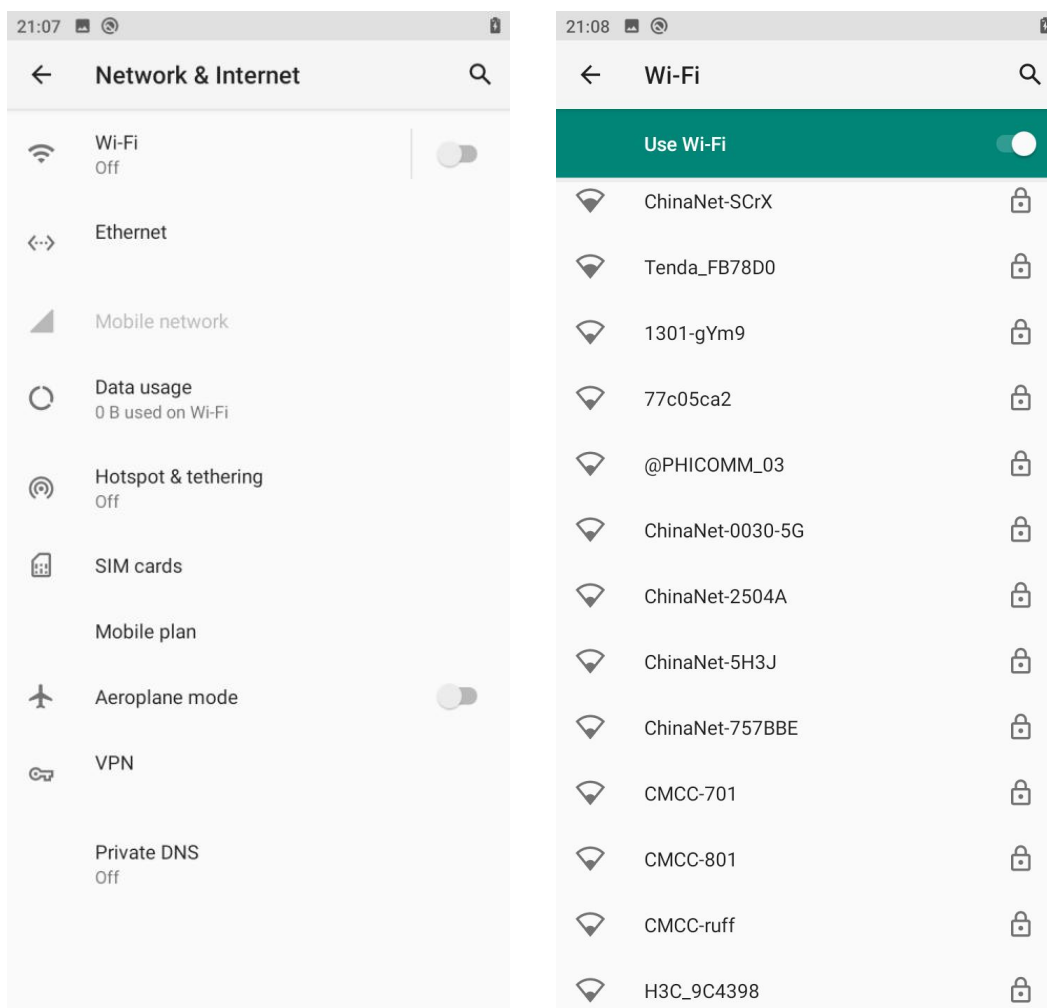 21:07
Network & Internet
Wi-Fi
Off
Ethernet
Mobile network
Data usage
0 B used on Wi-Fi
Hotspot & tethering
Off
SIM cards
Mobile plan
Aeroplane mode
VPN
Private DNS
Off
21:08
Wi-Fi
Use Wi-Fi
ChinaNet-SCrX
Tenda_FB78D0
1301-gYm9
77c05ca2
@PHICOMM_03
ChinaNet-0030-5G
ChinaNet-2504A
ChinaNet-5H3J
ChinaNet-757BBE
CMCC-701
CMCC-801
CMCC-ruff
H3C_9C4398